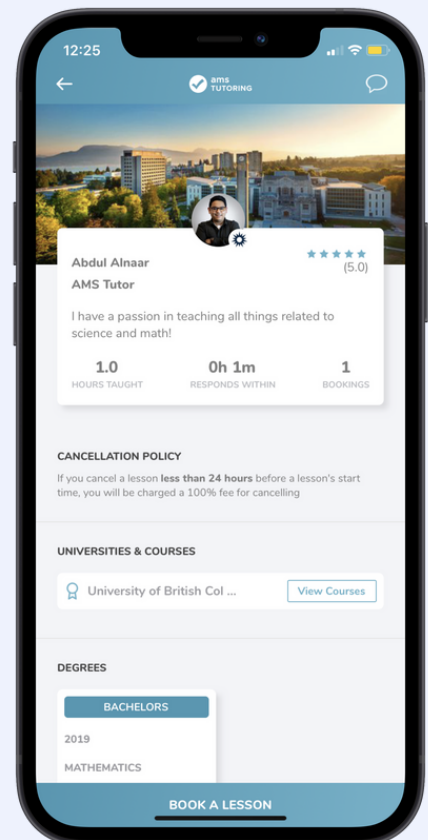 12:25
ams
TUTORING
Abdul Alnaar
(5.0)
AMS Tutor
I have a passion in teaching all things related to
science and math!
1.0
0h 1m
1
HOURS TAUGHT
RESPONDS WITHIN
BOOKINGS
CANCELLATION POLICY
If you cancel a lesson less than 24 hours before a lesson's start
time, you will be charged a 100% fee for cancelling
UNIVERSITIES & COURSES
University of British Col ...
View Courses
DEGREES
BACHELORS
2019
MATHEMATICS
BOOK A LESSON